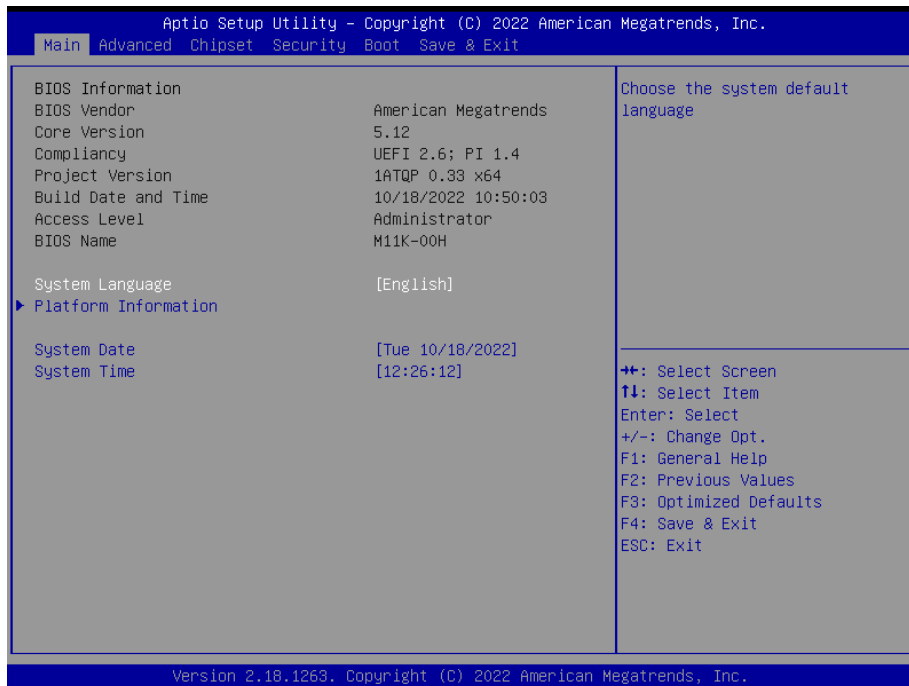 Aptio Setup Utility – Copyright (C) 2022 American Megatrends, Inc.
Main Advanced Chipset Security Boot Save & Exit
BIOS Information
BIOS Vendor American Megatrends
Core Version 5.12
Compliancy UEFI 2.6; PI 1.4
Project Version 1ATQP 0.33 x64
Build Date and Time 10/18/2022 10:50:03
Access Level Administrator
BIOS Name M11K-00H
System Language [English]
Platform Information
System Date [Tue 10/18/2022]
System Time [12:26:12]
Choose the system default
language
→←: Select Screen
↑↓: Select Item
Enter: Select
+/-: Change Opt.
F1: General Help
F2: Previous Values
F3: Optimized Defaults
F4: Save & Exit
ESC: Exit
Version 2.18.1263. Copyright (C) 2022 American Megatrends, Inc.